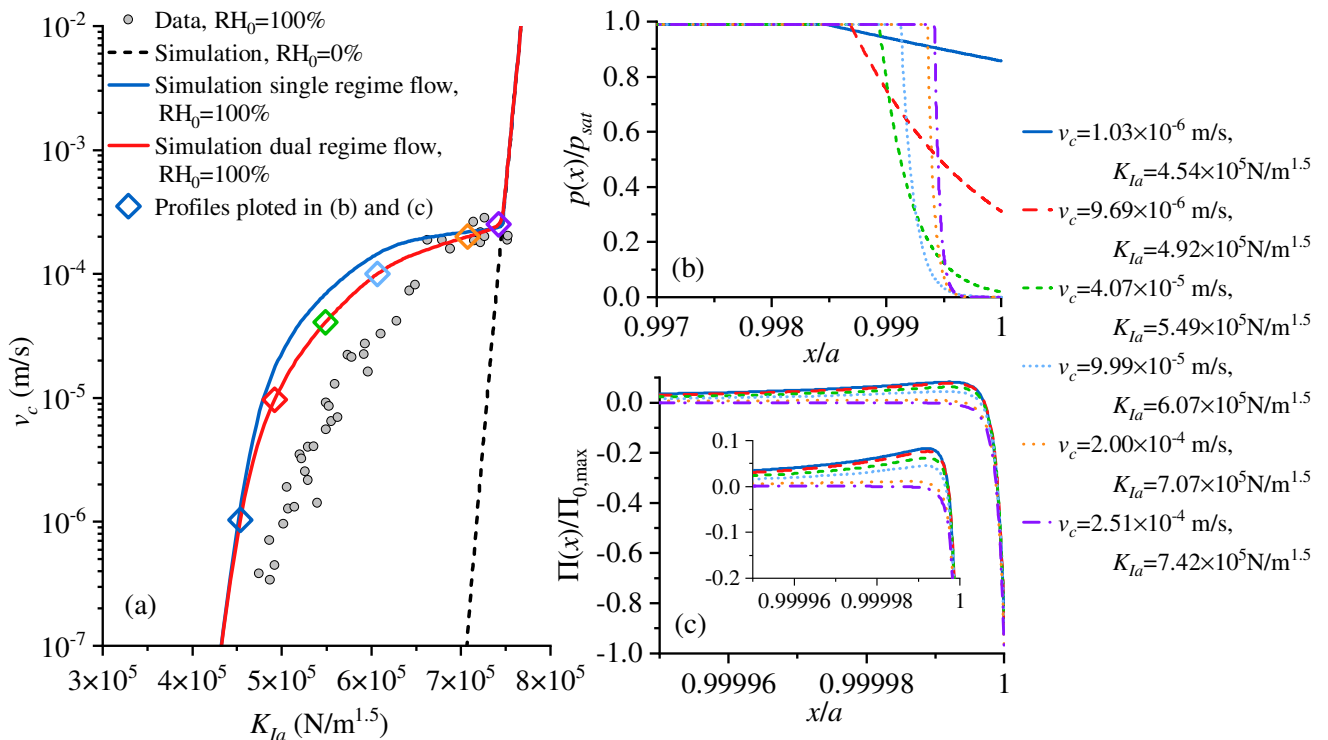 Data, RH0=100%
Simulation, RH0=0%
Simulation single regime flow,
RH0=100%
Simulation dual regime flow,
RH0=100%
Profiles ploted in (b) and (c)
10^-2
10^-3
10^-4
10^-5
10^-6
10^-7
v_c (m/s)
(a)
3×10^5 4×10^5 5×10^5 6×10^5 7×10^5 8×10^5
K_Ia (N/m^1.5)
1.0
0.8
0.6
0.4
0.2
0.0
p(x)/p_sat
(b)
0.997 0.998 0.999 1
x/a
v_c=1.03×10^-6 m/s,
K_Ia=4.54×10^5N/m^1.5
v_c=9.69×10^-6 m/s,
K_Ia=4.92×10^5N/m^1.5
v_c=4.07×10^-5 m/s,
K_Ia=5.49×10^5N/m^1.5
v_c=9.99×10^-5 m/s,
K_Ia=6.07×10^5N/m^1.5
v_c=2.00×10^-4 m/s,
K_Ia=7.07×10^5N/m^1.5
v_c=2.51×10^-4 m/s,
K_Ia=7.42×10^5N/m^1.5
0.0
-0.2
-0.4
-0.6
-0.8
-1.0
Π(x)/Π_0,max
0.1
0.0
-0.1
-0.2
0.99996 0.99998 1
(c)
0.99996 0.99998 1
x/a